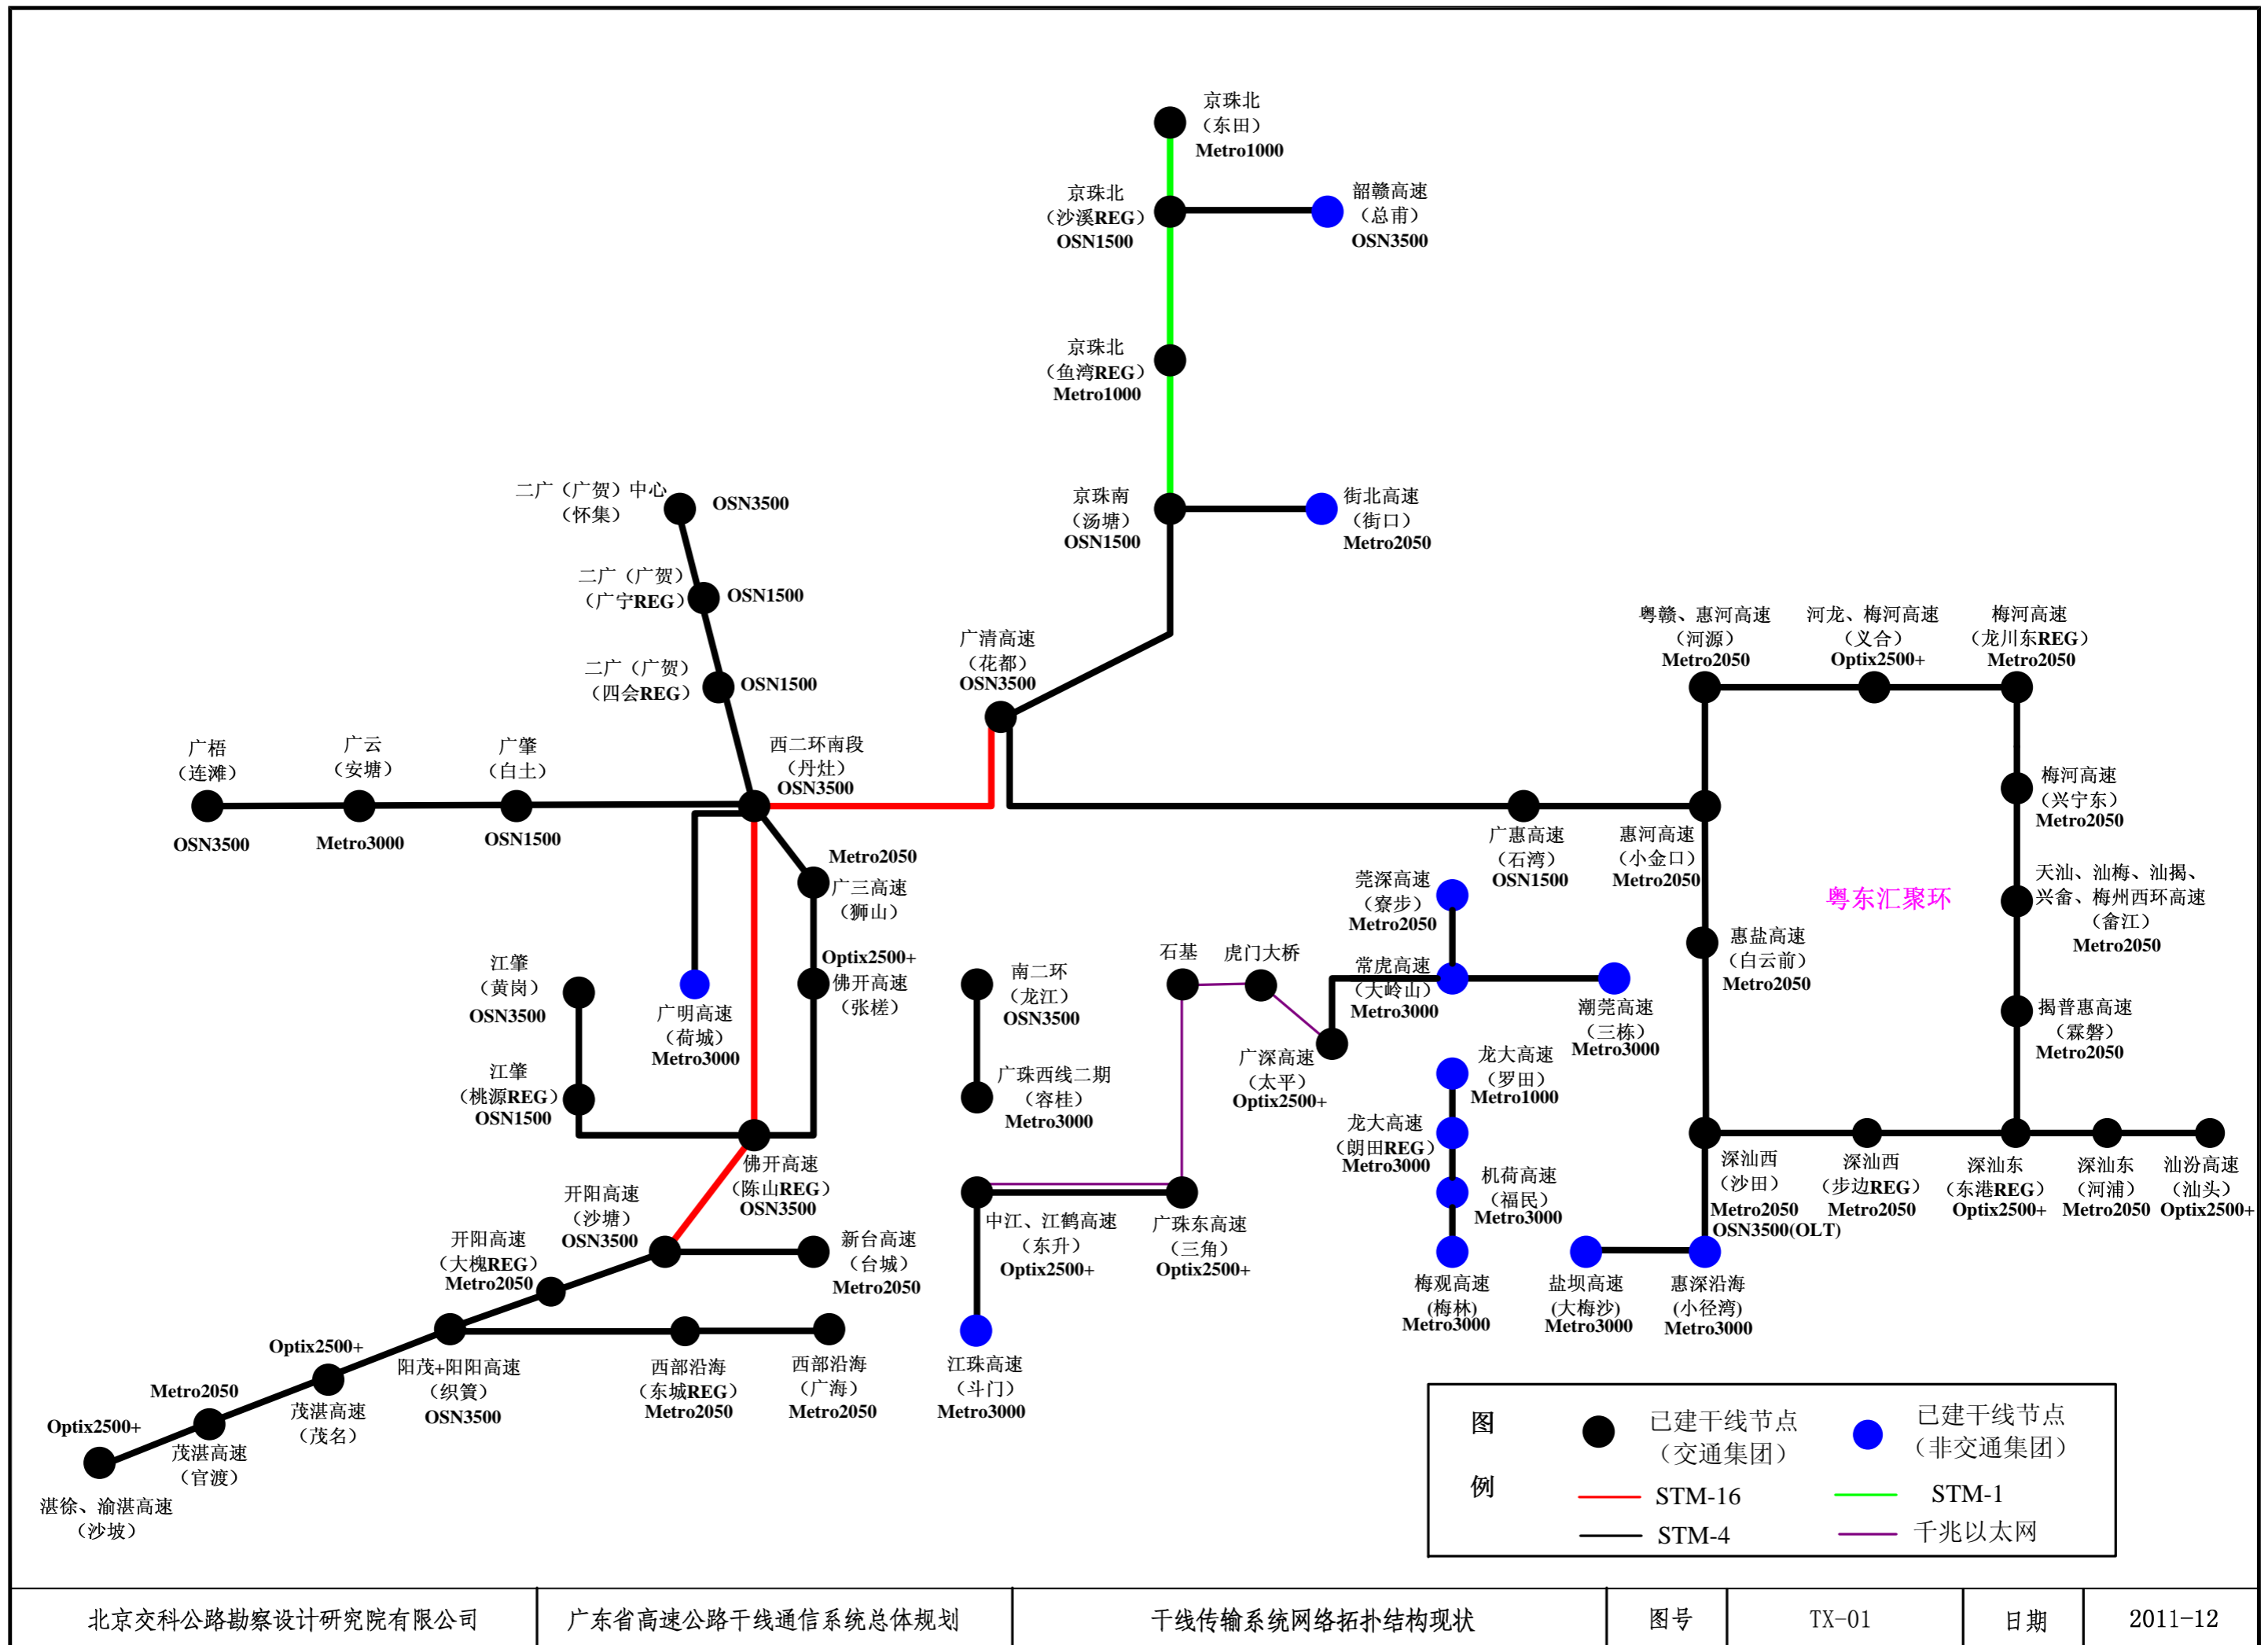 京珠北
（东田）
Metro1000
京珠北
（沙溪REG）
OSN1500
韶赣高速
（总甫）
OSN3500
京珠北
（鱼湾REG）
Metro1000
京珠南
（汤塘）
OSN1500
街北高速
（街口）
Metro2050
二广（广贺）中心
（怀集）
OSN3500
二广（广贺）
（广宁REG）
OSN1500
二广（广贺）
（四会REG）
OSN1500
广清高速
（花都）
OSN3500
粤赣、惠河高速
（河源）
Metro2050
河龙、梅河高速
（义合）
Optix2500+
梅河高速
（龙川东REG）
Metro2050
广梧
（连滩）
OSN3500
广云
（安塘）
Metro3000
广肇
（白土）
OSN1500
西二环南段
（丹灶）
OSN3500
广惠高速
（石湾）
OSN1500
惠河高速
（小金口）
Metro2050
梅河高速
（兴宁东）
Metro2050
Metro2050
广三高速
（狮山）
莞深高速
（寮步）
Metro2050
粤东汇聚环
天汕、汕梅、汕揭、
兴畲、梅州西环高速
（畲江）
Metro2050
惠盐高速
（白云前）
Metro2050
江肇
（黄岗）
OSN3500
广明高速
（荷城）
Metro3000
Optix2500+
佛开高速
（张槎）
南二环
（龙江）
OSN3500
石基
虎门大桥
常虎高速
（大岭山）
Metro3000
潮莞高速
（三栋）
Metro3000
揭普惠高速
（霖磐）
Metro2050
江肇
（桃源REG）
OSN1500
广珠西线二期
（容桂）
Metro3000
广深高速
（太平）
Optix2500+
龙大高速
（罗田）
Metro1000
龙大高速
（朗田REG）
Metro3000
佛开高速
（陈山REG）
OSN3500
机荷高速
（福民）
Metro3000
深汕西
（沙田）
Metro2050
OSN3500(OLT)
深汕西
（步边REG）
Metro2050
深汕东
（东港REG）
Optix2500+
深汕东
（河浦）
Metro2050
汕汾高速
（汕头）
Optix2500+
开阳高速
（沙塘）
OSN3500
开阳高速
（大槐REG）
Metro2050
新台高速
（台城）
Metro2050
中江、江鹤高速
（东升）
Optix2500+
广珠东高速
（三角）
Optix2500+
梅观高速
(梅林)
Metro3000
盐坝高速
(大梅沙)
Metro3000
惠深沿海
(小径湾)
Metro3000
Optix2500+
茂湛高速
（茂名）
阳茂+阳阳高速
（织篢）
OSN3500
西部沿海
（东城REG）
Metro2050
西部沿海
（广海）
Metro2050
江珠高速
（斗门）
Metro3000
Metro2050
茂湛高速
（官渡）
Optix2500+
湛徐、渝湛高速
（沙坡）
图
例
已建干线节点
（交通集团）
已建干线节点
（非交通集团）
STM-16
STM-1
STM-4
千兆以太网
北京交科公路勘察设计研究院有限公司 广东省高速公路干线通信系统总体规划 干线传输系统网络拓扑结构现状 图号 TX-01 日期 2011-12